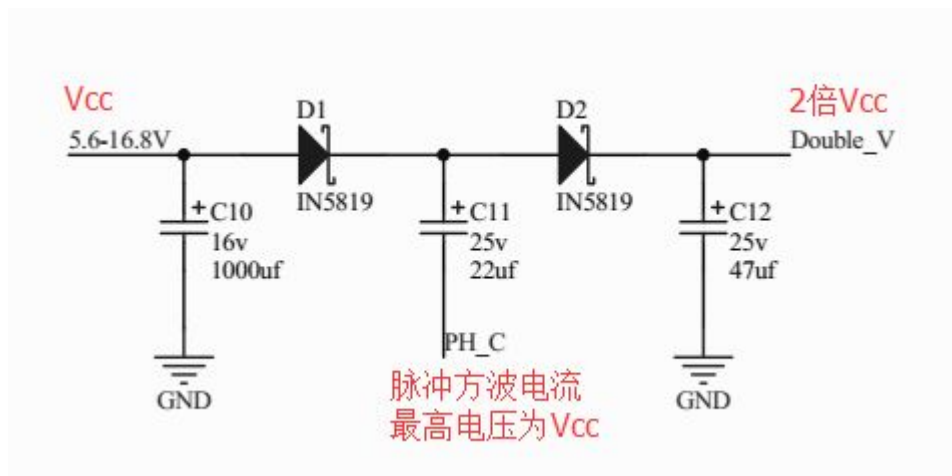 Vcc
5.6-16.8V
D1
IN5819
D2
IN5819
2倍Vcc
Double_V
+C10
16v
1000uf
+C11
25v
22uf
+C12
25v
47uf
PH_C
脉冲方波电流
最高电压为Vcc
GND
GND